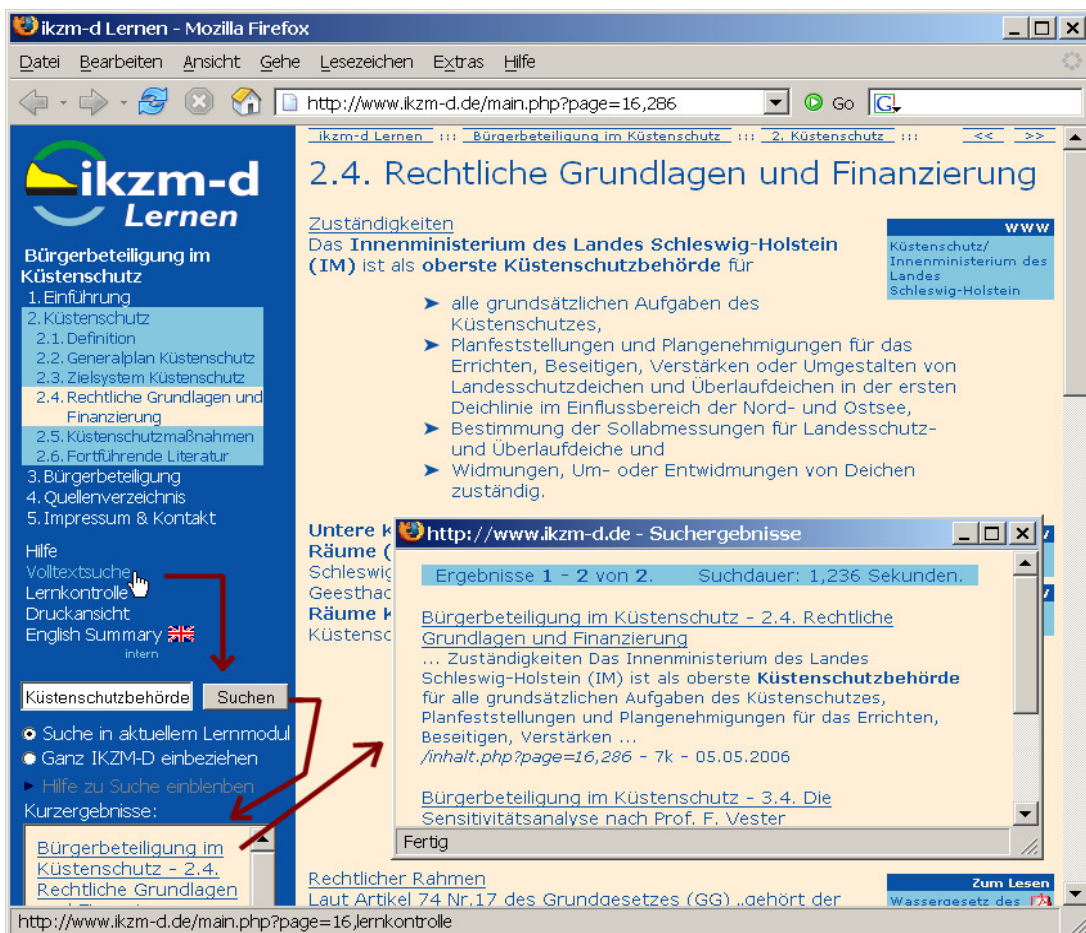 ikzm-d Lernen - Mozilla Firefox
Datei Bearbeiten Ansicht Gehe Lesezeichen Extras Hilfe
http://www.ikzm-d.de/main.php?page=16,286 Go G
ikzm-d Lernen ::: Bürgerbeteiligung im Küstenschutz ::: 2. Küstenschutz ::: << >>
ikzm-d
Lernen
Bürgerbeteiligung im
Küstenschutz
1. Einführung
2. Küstenschutz
2.1. Definition
2.2. Generalplan Küstenschutz
2.3. Zielsystem Küstenschutz
2.4. Rechtliche Grundlagen und
Finanzierung
2.5. Küstenschutzmaßnahmen
2.6. Fortführende Literatur
3. Bürgerbeteiligung
4. Quellenverzeichnis
5. Impressum & Kontakt
Hilfe
Volltextsuche
Lernkontrolle
Druckansicht
English Summary
intern
Küstenschutzbehörde Suchen
Suche in aktuellem Lernmodul
Ganz IKZM-D einbeziehen
Hilfe zu Suche einblenben
Kurzergebnisse:
Bürgerbeteiligung im
Küstenschutz - 2.4.
Rechtliche Grundlagen
2.4. Rechtliche Grundlagen und Finanzierung
Zuständigkeiten
Das Innenministerium des Landes Schleswig-Holstein
(IM) ist als oberste Küstenschutzbehörde für
➤ alle grundsätzlichen Aufgaben des
Küstenschutzes,
➤ Planfeststellungen und Plangenehmigungen für das
Errichten, Beseitigen, Verstärken oder Umgestalten von
Landesschutzdeichen und Überlaufdeichen in der ersten
Deichlinie im Einflussbereich der Nord- und Ostsee,
➤ Bestimmung der Sollabmessungen für Landesschutz-
und Überlaufdeiche und
➤ Widmungen, Um- oder Entwidmungen von Deichen
zuständig.
www
Küstenschutz/
Innenministerium des
Landes
Schleswig-Holstein
Untere K
Räume (
Schleswig
Geesthac
Räume K
Küstensc
http://www.ikzm-d.de - Suchergebnisse
Ergebnisse 1 - 2 von 2. Suchdauer: 1,236 Sekunden.
Bürgerbeteiligung im Küstenschutz - 2.4. Rechtliche
Grundlagen und Finanzierung
... Zuständigkeiten Das Innenministerium des Landes
Schleswig-Holstein (IM) ist als oberste Küstenschutzbehörde
für alle grundsätzlichen Aufgaben des Küstenschutzes,
Planfeststellungen und Plangenehmigungen für das Errichten,
Beseitigen, Verstärken ...
/inhalt.php?page=16,286 - 7k - 05.05.2006
Bürgerbeteiligung im Küstenschutz - 3.4. Die
Sensitivitätsanalyse nach Prof. F. Vester
Fertig
Rechtlicher Rahmen
Laut Artikel 74 Nr.17 des Grundgesetzes (GG) „gehört der
Zum Lesen
Wassergesetz des
http://www.ikzm-d.de/main.php?page=16,lernkontrolle